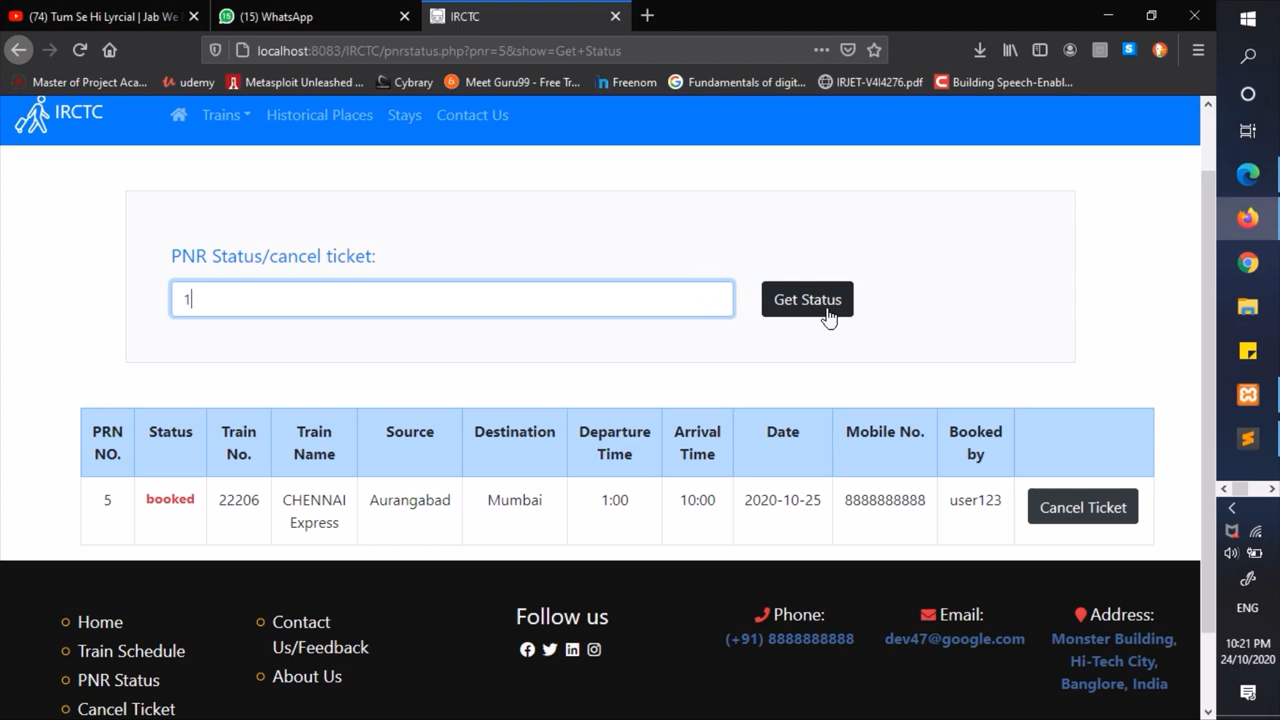 (74) Tum Se Hi Lyrcial | Jab We
(15) WhatsApp
IRCTC
localhost:8083/IRCTC/pnrstatus.php?pnr=5&show=Get+Status
Master of Project Aca...
udemy
Metasploit Unleashed ...
Cybrary
Meet Guru99 - Free Tr...
Freenom
Fundamentals of digit...
IRJET-V4I4276.pdf
Building Speech-Enabl...
IRCTC
Trains
Historical Places
Stays
Contact Us
PNR Status/cancel ticket:
1
Get Status
PRN NO.
Status
Train No.
Train Name
Source
Destination
Departure Time
Arrival Time
Date
Mobile No.
Booked by
5
booked
22206
CHENNAI Express
Aurangabad
Mumbai
1:00
10:00
2020-10-25
8888888888
user123
Cancel Ticket
Home
Train Schedule
PNR Status
Cancel Ticket
Contact
Us/Feedback
About Us
Follow us
Phone:
(+91) 8888888888
Email:
dev47@google.com
Address:
Monster Building,
Hi-Tech City,
Banglore, India
ENG
10:21 PM
24/10/2020